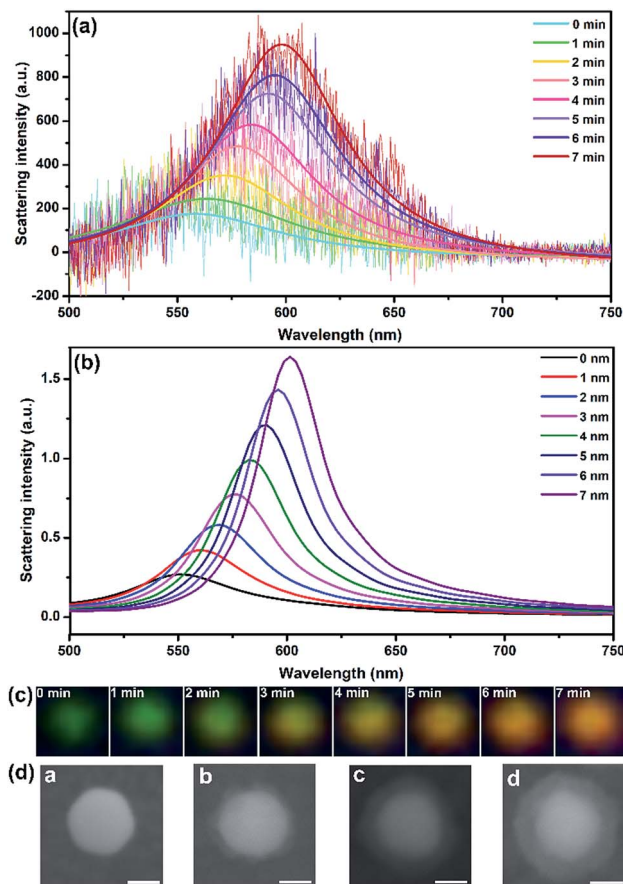 (a)
1000
800
600
400
200
0
-200
Scattering intensity (a.u.)
0 min
1 min
2 min
3 min
4 min
5 min
6 min
7 min
500 550 600 650 700 750
Wavelength (nm)
(b)
1.5
1.0
0.5
0.0
Scattering intensity (a.u.)
0 nm
1 nm
2 nm
3 nm
4 nm
5 nm
6 nm
7 nm
500 550 600 650 700 750
Wavelength (nm)
(c) 0 min 1 min 2 min 3 min 4 min 5 min 6 min 7 min
(d) a b c d